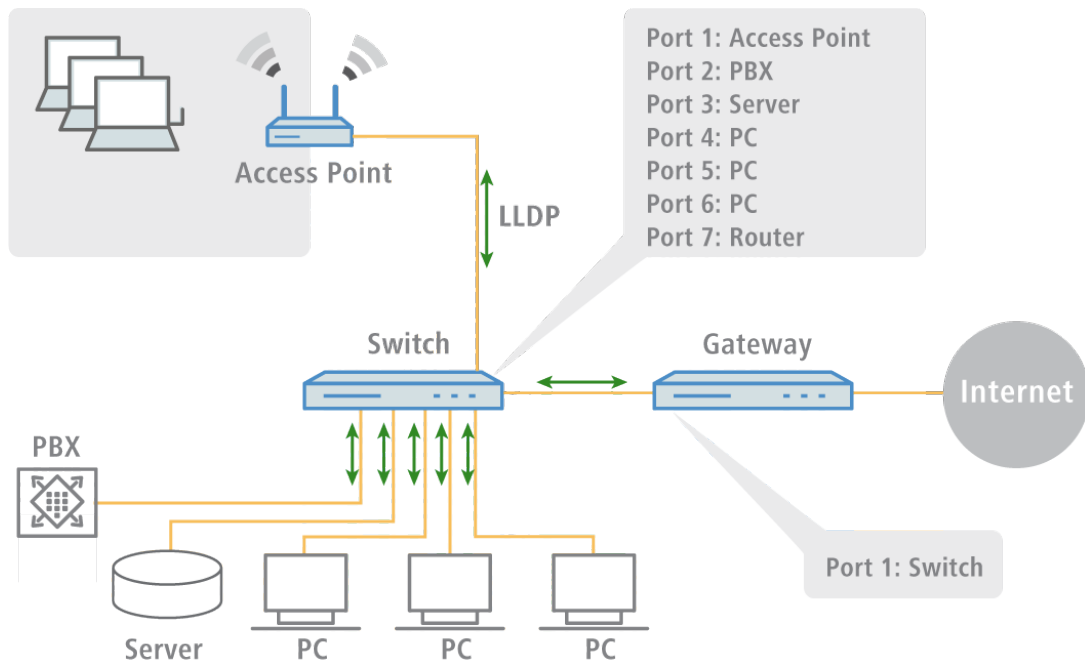 Port 1: Access Point
Port 2: PBX
Port 3: Server
Port 4: PC
Port 5: PC
Port 6: PC
Port 7: Router
Access Point
LLDP
Switch
Gateway
Internet
PBX
Port 1: Switch
Server
PC
PC
PC